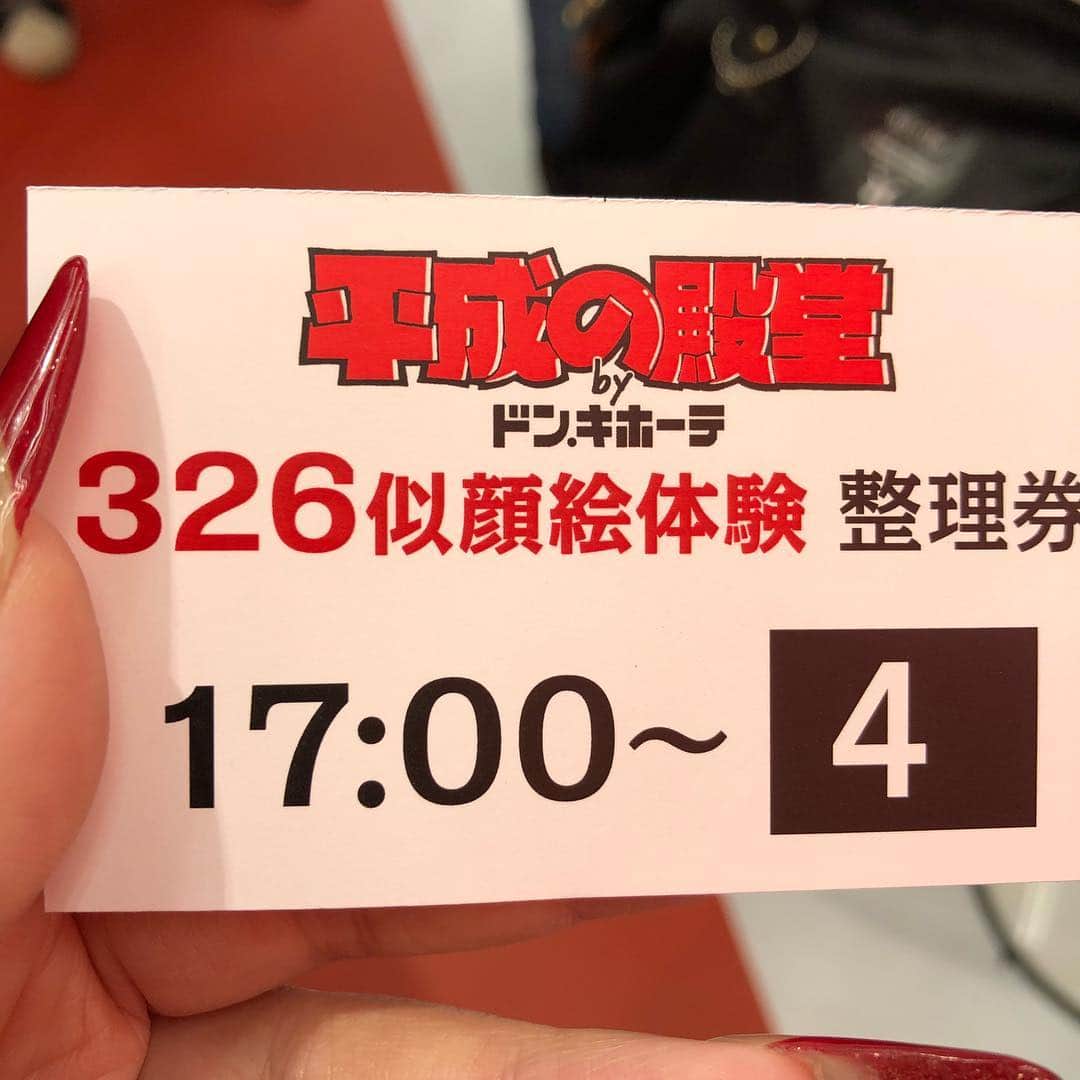 平成の殿堂
by
ドン.キホーテ
326似顔絵体験 整理券
17:00～ 4